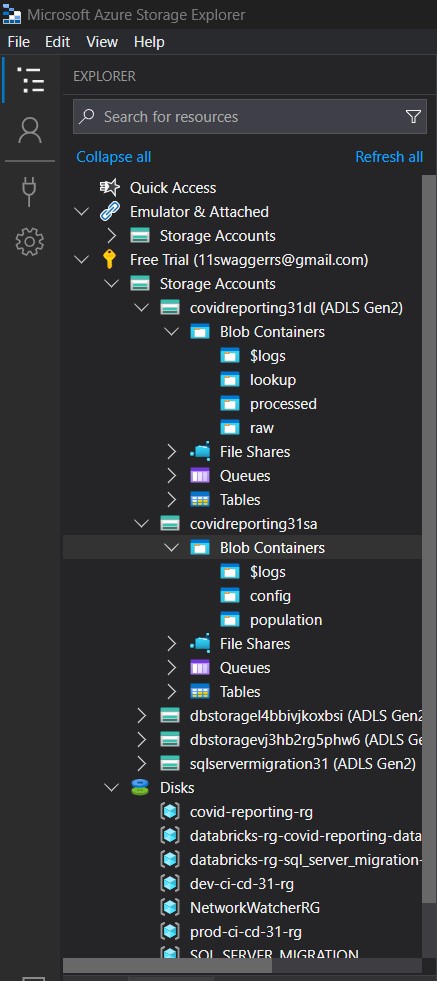 Microsoft Azure Storage Explorer
File Edit View Help
EXPLORER
Search for resources
Collapse all Refresh all
Quick Access
Emulator & Attached
Storage Accounts
Free Trial (11swaggerrs@gmail.com)
Storage Accounts
covidreporting31dl (ADLS Gen2)
Blob Containers
$logs
lookup
processed
raw
File Shares
Queues
Tables
covidreporting31sa
Blob Containers
$logs
config
population
File Shares
Queues
Tables
dbstoragel4bbivjkoxbsi (ADLS Gen2
dbstoragevj3hb2rg5phw6 (ADLS Ge
sqlservermigration31 (ADLS Gen2)
Disks
covid-reporting-rg
databricks-rg-covid-reporting-data
databricks-rg-sql_server_migration-
dev-ci-cd-31-rg
NetworkWatcherRG
prod-ci-cd-31-rg
SQL_SERVER_MIGRATION